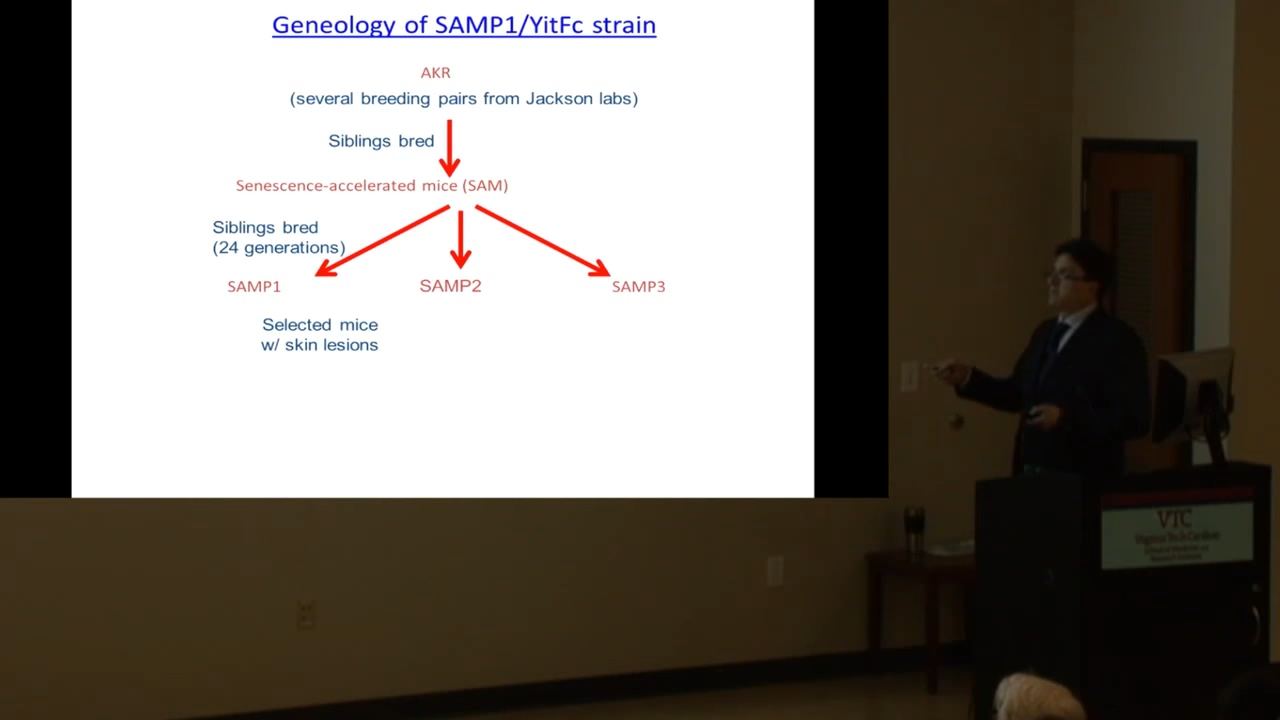 Geneology of SAMP1/YitFc strain
AKR
(several breeding pairs from Jackson labs)
Siblings bred
Senescence-accelerated mice (SAM)
Siblings bred
(24 generations)
SAMP1
SAMP2
SAMP3
Selected mice
w/ skin lesions
VTC